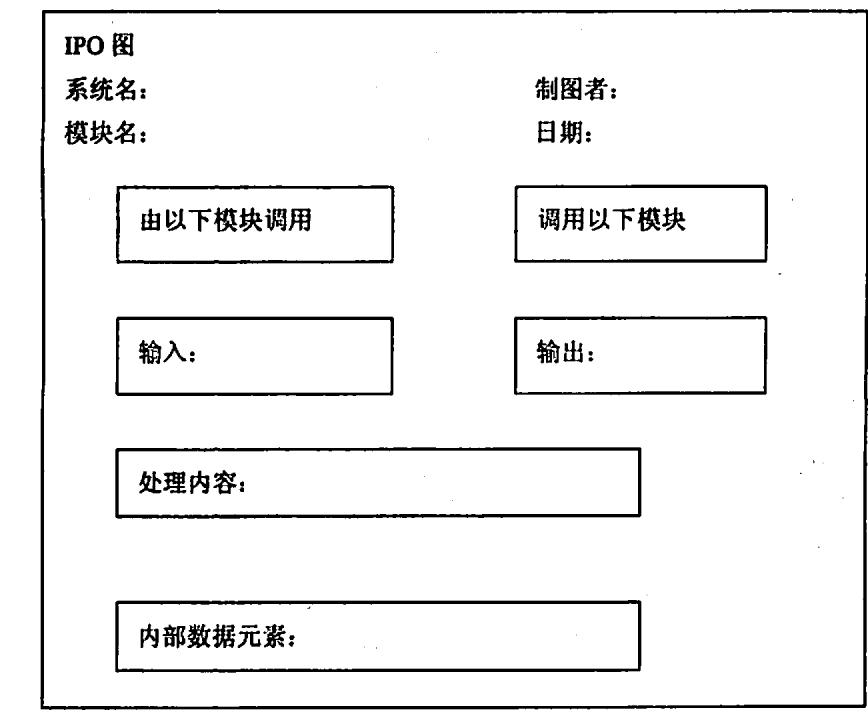 IPO 图
系统名:
制图者:
模块名:
日期:
由以下模块调用
调用以下模块
输入:
输出:
处理内容:
内部数据元素: